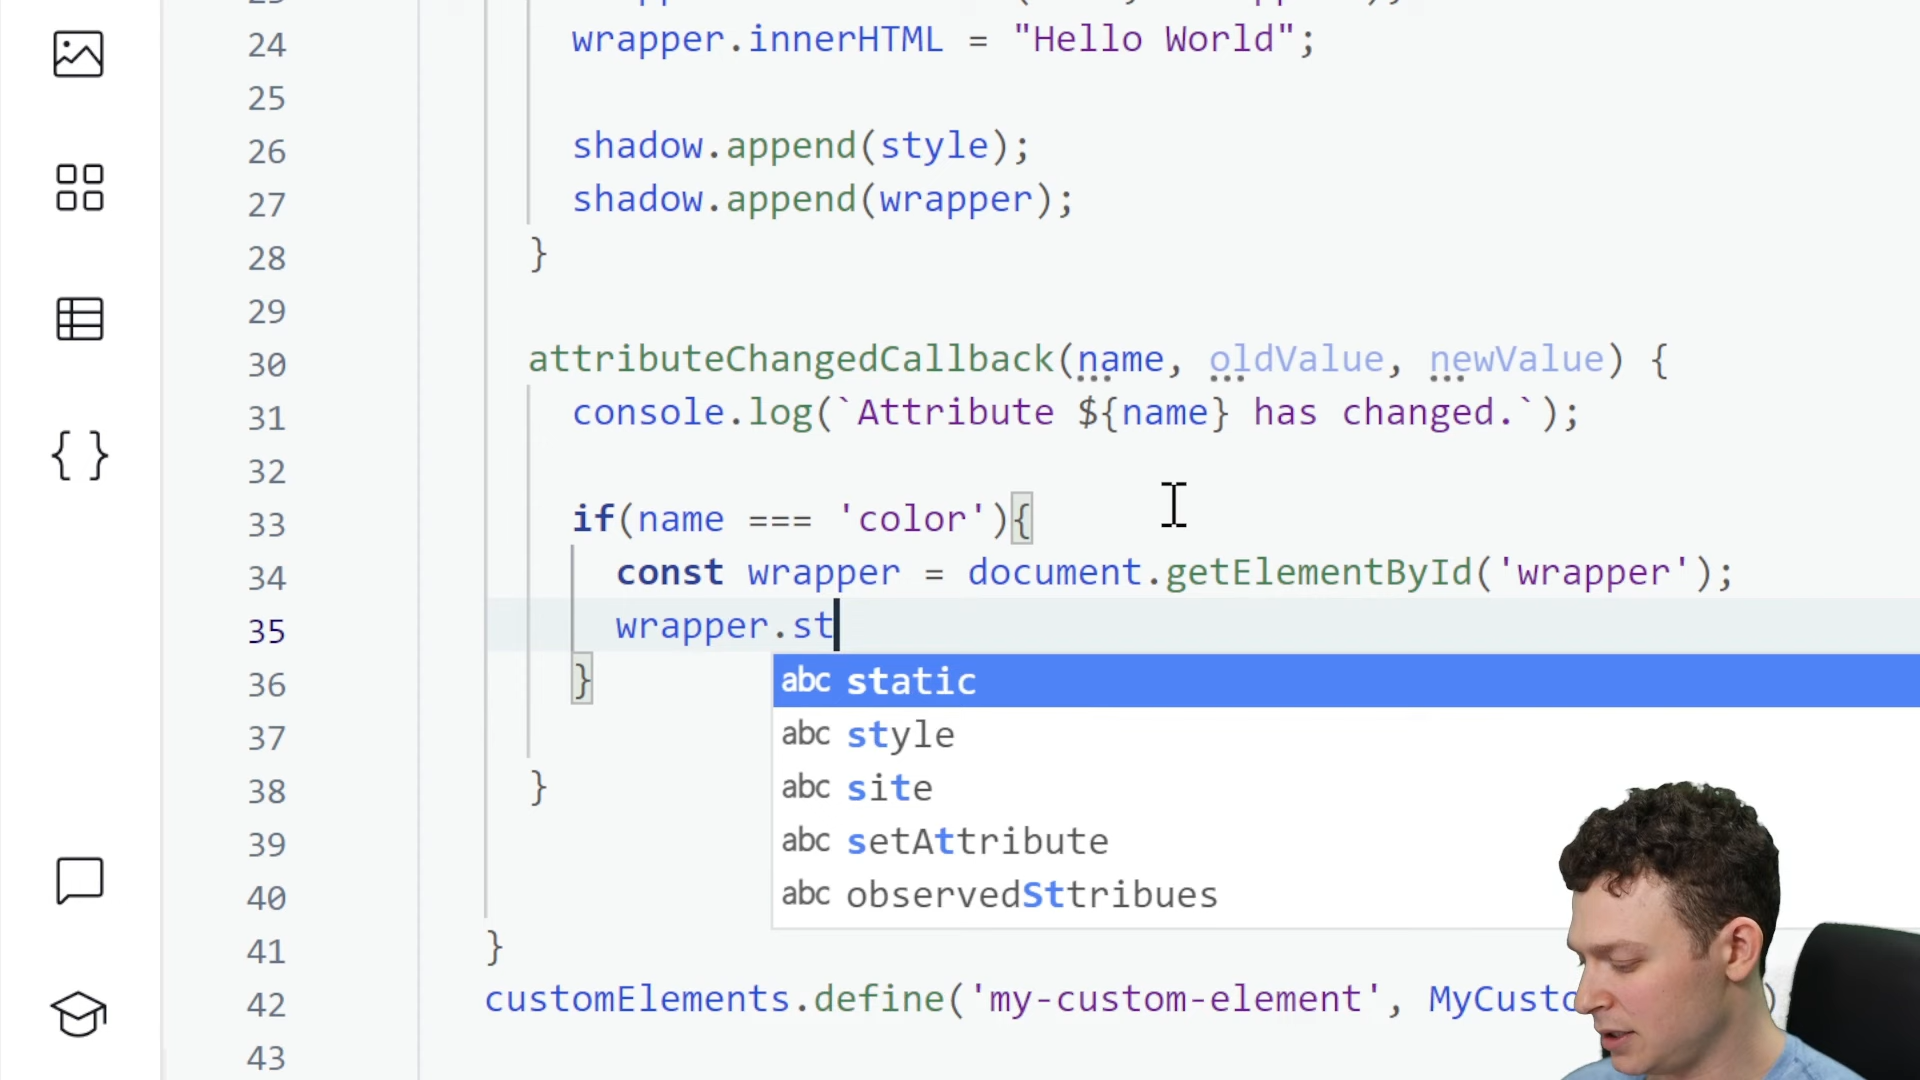 24 wrapper.innerHTML = "Hello World";
25
26 shadow.append(style);
27 shadow.append(wrapper);
28 }
29
30 attributeChangedCallback(name, oldValue, newValue) {
31 console.log(`Attribute ${name} has changed.`);
32
33 if(name === 'color'){
34 const wrapper = document.getElementById('wrapper');
35 wrapper.st
36 }
abc static
37
abc style
38 }
abc site
39
abc setAttribute
40
abc observedSttribues
41 }
42 customElements.define('my-custom-element',
43